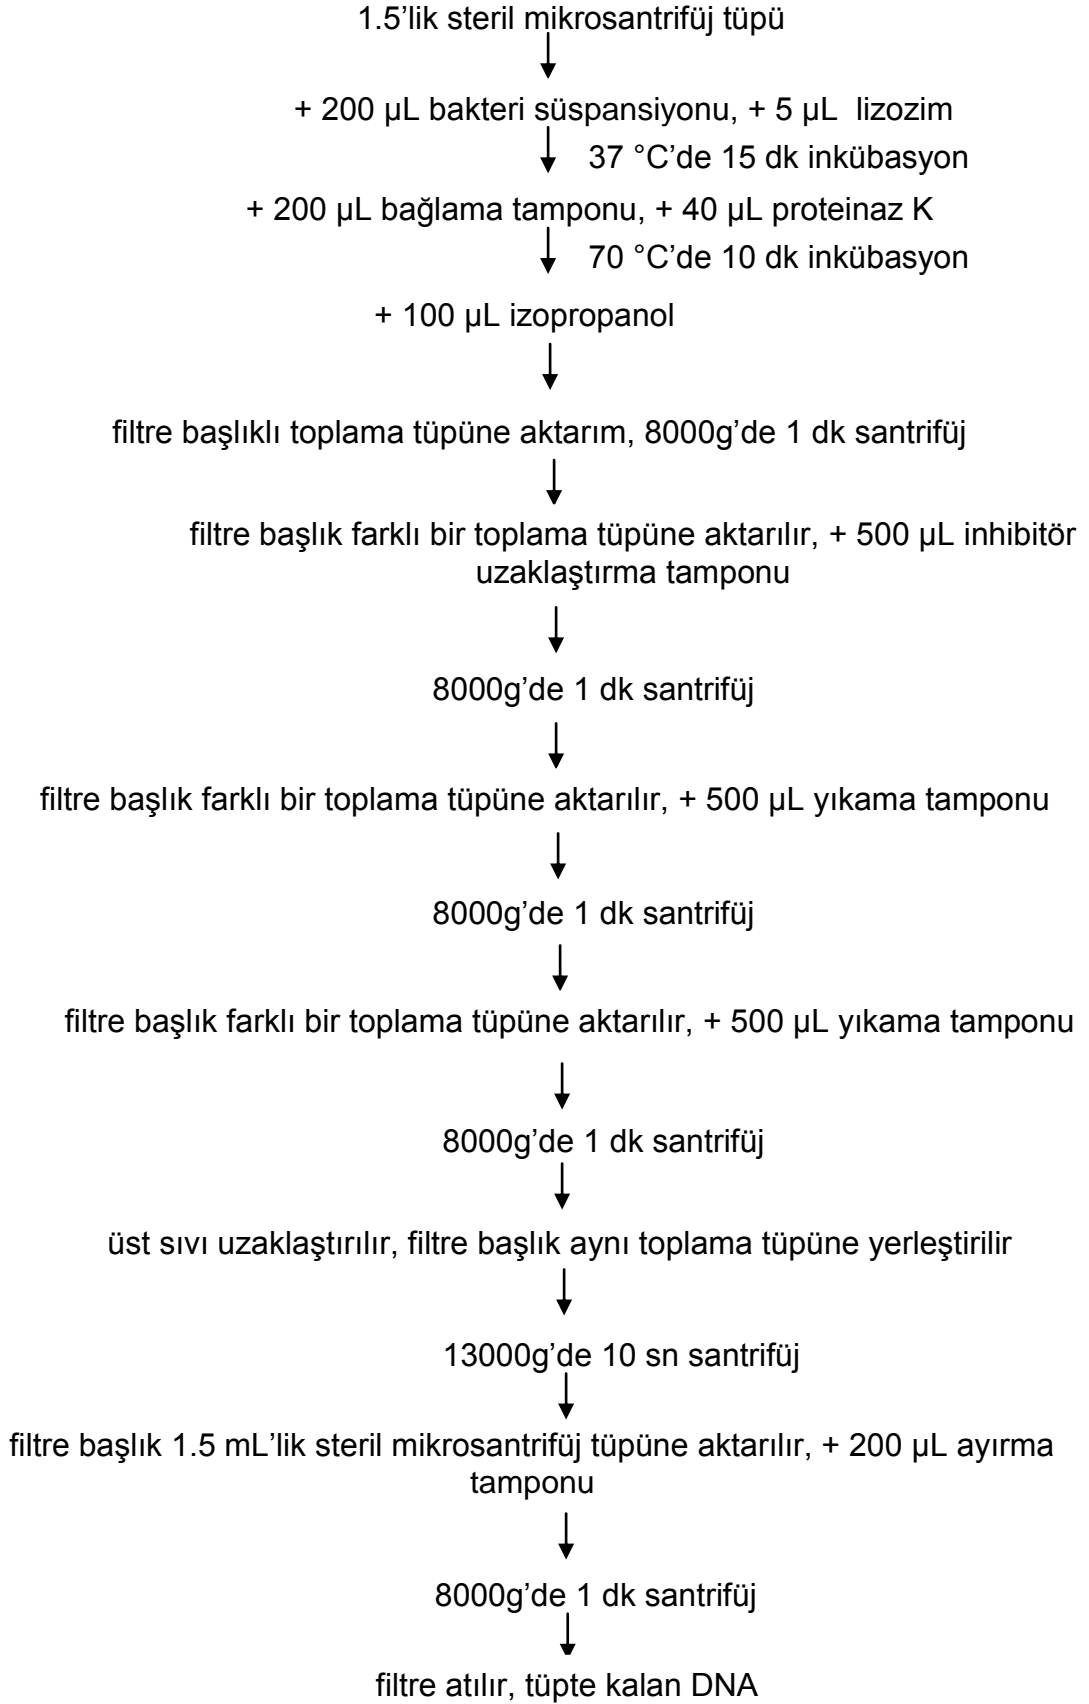 1.5’lik steril mikrosantrifüj tüpü
+ 200 µL bakteri süspansiyonu, + 5 µL lizozim
37 °C’de 15 dk inkübasyon
+ 200 µL bağlama tamponu, + 40 µL proteinaz K
70 °C’de 10 dk inkübasyon
+ 100 µL izopropanol
filtre başlıklı toplama tüpüne aktarım, 8000g’de 1 dk santrifüj
filtre başlık farklı bir toplama tüpüne aktarılır, + 500 µL inhibitör
uzaklaştırma tamponu
8000g’de 1 dk santrifüj
filtre başlık farklı bir toplama tüpüne aktarılır, + 500 µL yıkama tamponu
8000g’de 1 dk santrifüj
filtre başlık farklı bir toplama tüpüne aktarılır, + 500 µL yıkama tamponu
8000g’de 1 dk santrifüj
üst sıvı uzaklaştırılır, filtre başlık aynı toplama tüpüne yerleştirilir
13000g’de 10 sn santrifüj
filtre başlık 1.5 mL’lik steril mikrosantrifüj tüpüne aktarılır, + 200 µL ayırma
tamponu
8000g’de 1 dk santrifüj
filtre atılır, tüpte kalan DNA